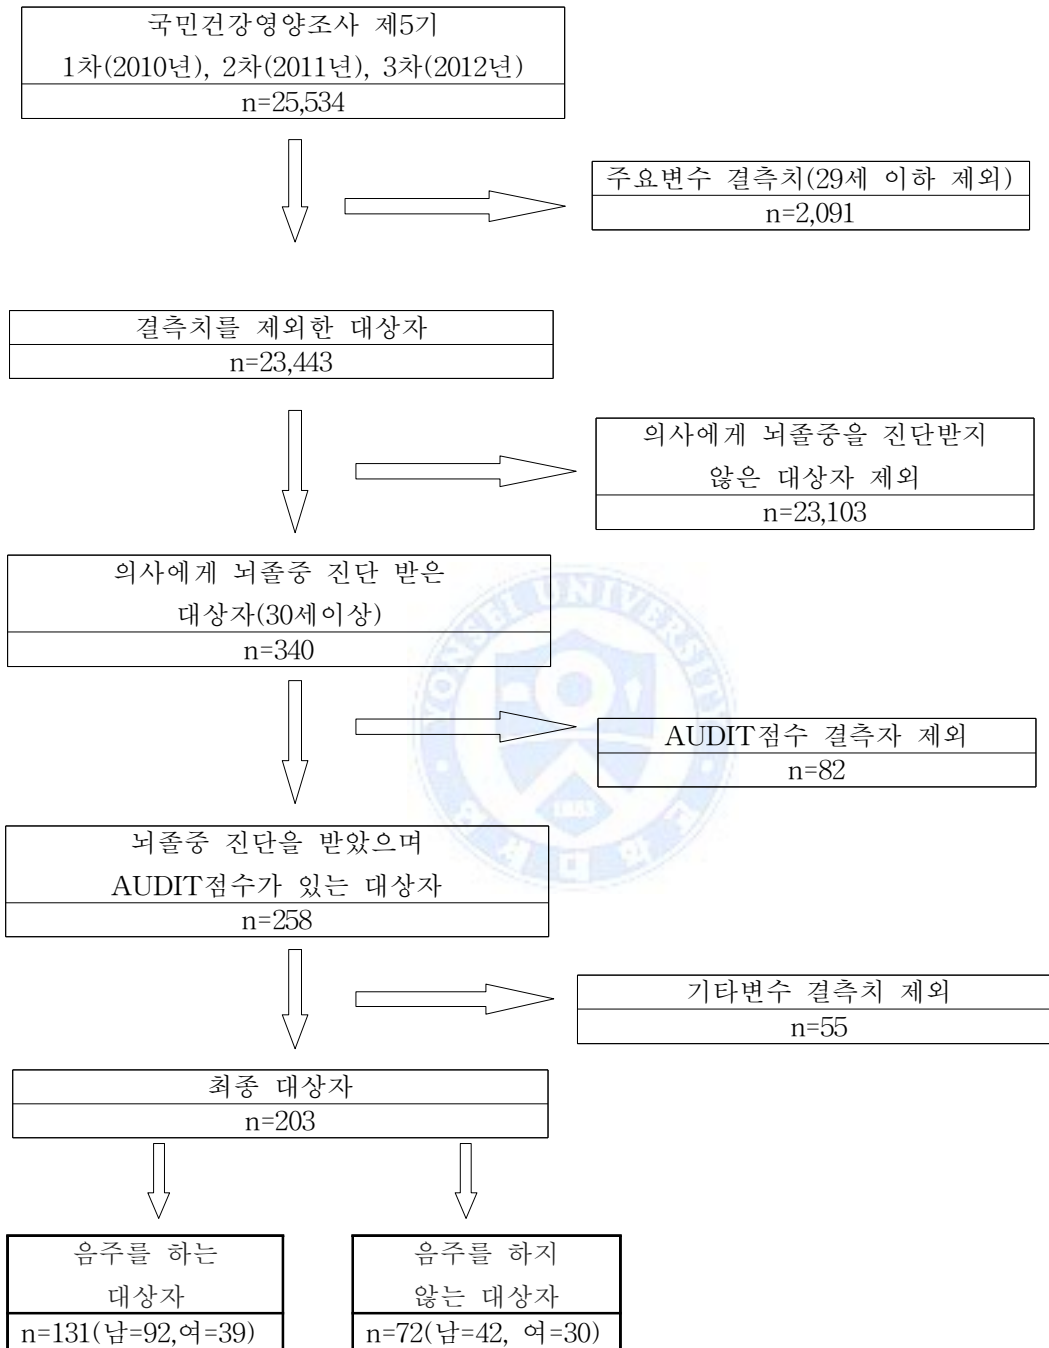 국민건강영양조사 제5기
1차(2010년), 2차(2011년), 3차(2012년)
n=25,534
주요변수 결측치(29세 이하 제외)
n=2,091
결측치를 제외한 대상자
n=23,443
의사에게 뇌졸중을 진단받지
않은 대상자 제외
n=23,103
의사에게 뇌졸중 진단 받은
대상자(30세이상)
n=340
AUDIT점수 결측자 제외
n=82
뇌졸중 진단을 받았으며
AUDIT점수가 있는 대상자
n=258
기타변수 결측치 제외
n=55
최종 대상자
n=203
음주를 하는
대상자
n=131(남=92,여=39)
음주를 하지
않는 대상자
n=72(남=42, 여=30)
YONSEI UNIVERSITY
1885
연세대학교